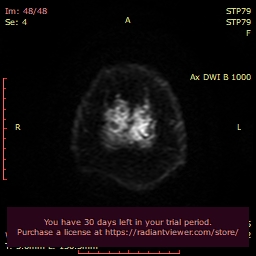 Im: 48/48
Se: 4
A
STP79
STP79
F
Ax DWI B 1000
R
L
You have 30 days left in your trial period.
Purchase a license at https://radiantviewer.com/store/